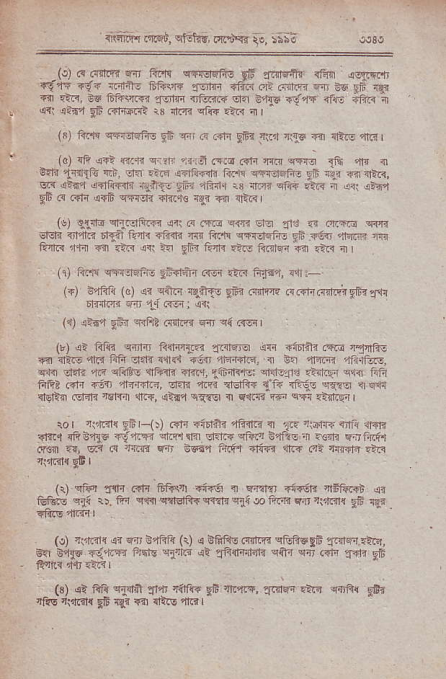 বাংলাদেশ গেজেট, অতিরিক্ত, সেপ্টেম্বর ২৩, ১৯৯৩ ৩৩৪৩
(৩) যে মেয়াদের জন্য বিশেষ অক্ষমতাজনিত ছুটি প্রয়োজনীয় বলিয়া এতদুদ্দেশ্যে
কর্তৃপক্ষ কর্তৃক মনোনীত চিকিৎসক প্রত্যয়ন করিবে সেই মেয়াদের জন্য উক্ত ছুটি মঞ্জুর
করা হইবে, উক্ত চিকিৎসকের প্রত্যয়ন ব্যতিরেকে তাহা উপযুক্ত কর্তৃপক্ষ বর্ধিত করিবে না
এবং এইরূপ ছুটি কোনক্রমেই ২৪ মাসের অধিক হইবে না।
(৪) বিশেষ অক্ষমতাজনিত ছুটি অন্য যে কোন ছুটির সংগে সংযুক্ত করা যাইতে পারে।
(৫) যদি একই ধরণের অবস্থার পরবর্তী ক্ষেত্রে কোন সময়ে অক্ষমতা বৃদ্ধি পায় বা
উহার পুনরাবৃত্তি ঘটে, তাহা হইলে একাধিকবার বিশেষ অক্ষমতাজনিত ছুটি মঞ্জুর করা যাইবে,
তবে এইরূপ একাধিকবার মঞ্জুরীকৃত ছুটির পরিমাণ ২৪ মাসের অধিক হইবে না এবং এইরূপ
ছুটি যে কোন একটি অক্ষমতার কারণেও মঞ্জুর করা যাইবে।
(৬) শুধুমাত্র আনুতোষিকের এবং যে ক্ষেত্রে অবসর ভাতা প্রাপ্ত হয় সেক্ষেত্রে অবসর
ভাতার ব্যাপারে চাকুরী হিসাব করিবার সময় বিশেষ অক্ষমতাজনিত ছুটি কর্তব্য পালনের সময়
হিসাবে গণনা করা হইবে এবং ইহা ছুটির হিসাব হইতে বিয়োজন করা হইবে না।
(৭) বিশেষ অক্ষমতাজনিত ছুটিকালীন বেতন হইবে নিম্নরূপ, যথা:—
(ক) উপবিধি (৫) এর অধীনে মঞ্জুরীকৃত ছুটির মেয়াদসহ যে কোন মেয়াদের ছুটির প্রথম
চারমাসের জন্য পূর্ণ বেতন; এবং
(খ) এইরূপ ছুটির অবশিষ্ট মেয়াদের জন্য অর্ধ বেতন।
(৮) এই বিধির অন্যান্য বিধানসমূহের প্রযোজ্যতা এমন কর্মচারীর ক্ষেত্রে সম্প্রসারিত
করা যাইতে পারে যিনি তাহার যথাযথ কর্তব্য পালনকালে, বা উহা পালনের পরিণতিতে,
অথবা তাহার পদে অধিষ্ঠিত থাকিবার কারণে, দুর্ঘটনাবশতঃ আঘাতপ্রাপ্ত হইয়াছেন অথবা যিনি
নির্দিষ্ট কোন কর্তব্য পালনকালে, তাহার পদের স্বাভাবিক ঝুঁকি বহির্ভূত অসুস্থতা বা জখম
বাড়াইয়া তোলার সম্ভাবনা থাকে, এইরূপ অসুস্থতা বা জখমের দরুন অক্ষম হইয়াছেন।
২০। সংগরোধ ছুটি।—(১) কোন কর্মচারীর পরিবারে বা গৃহে সংক্রামক ব্যাধি থাকার
কারণে যদি উপযুক্ত কর্তৃপক্ষের আদেশ দ্বারা তাহাকে অফিসে উপস্থিত না হওয়ার জন্য নির্দেশ
দেওয়া হয়, তবে যে সময়ের জন্য উক্তরূপ নির্দেশ কার্যকর থাকে সেই সময়কাল হইবে
সংগরোধ ছুটি।
(২) অফিস প্রধান কোন চিকিৎসা কর্মকর্তা বা জনস্বাস্থ্য কর্মকর্তার সার্টিফিকেট এর
ভিত্তিতে অনূর্ধ্ব ২১ দিন অথবা অস্বাভাবিক অবস্থায় অনূর্ধ্ব ৩০ দিনের জন্য সংগরোধ ছুটি মঞ্জুর
করিতে পারেন।
(৩) সংগরোধ এর জন্য উপবিধি (২) এ উল্লিখিত মেয়াদের অতিরিক্ত ছুটি প্রয়োজন হইলে,
উহা উপযুক্ত কর্তৃপক্ষের সিদ্ধান্ত অনুসারে এই প্রবিধানমালার অধীন অন্য কোন প্রকার ছুটি
হিসাবে গণ্য হইবে।
(৪) এই বিধি অনুযায়ী প্রাপ্য সর্বাধিক ছুটি সাপেক্ষে, প্রয়োজন হইলে অন্যবিধ ছুটির
সহিত সংগরোধ ছুটি মঞ্জুর করা যাইতে পারে।